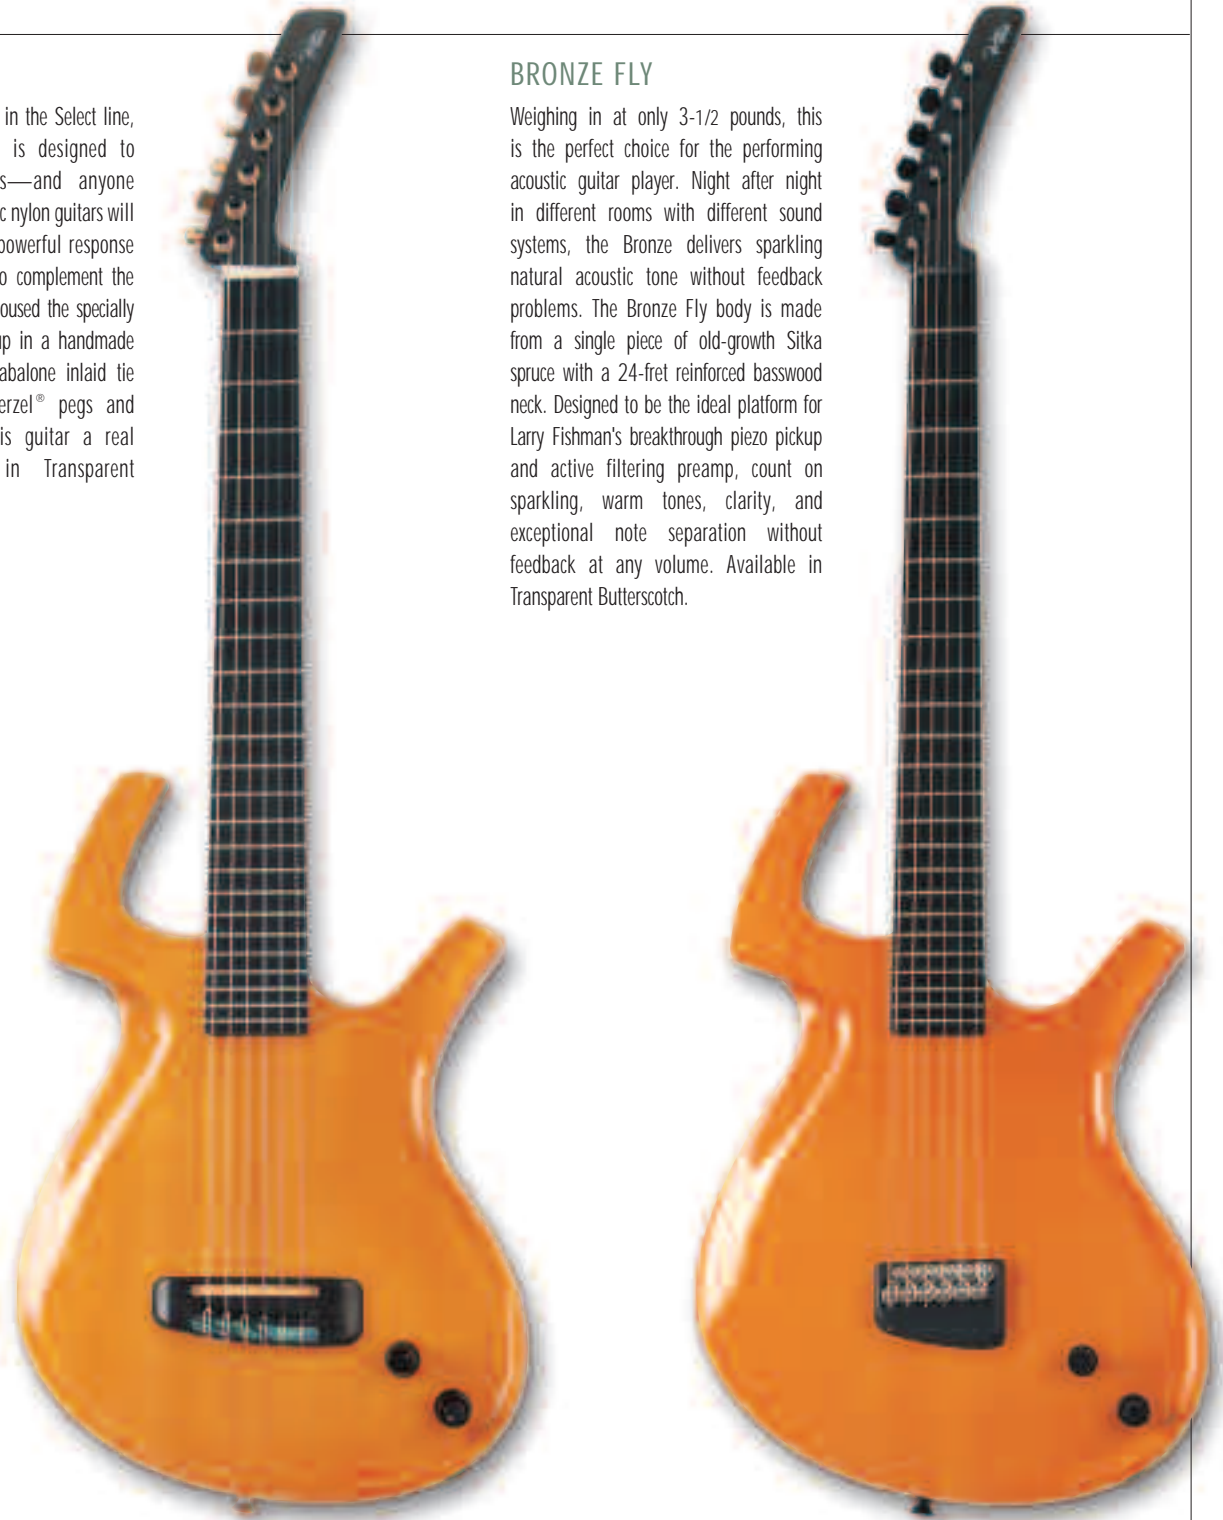 in the Select line,
is designed to
s—and anyone
c nylon guitars will
powerful response
o complement the
oused the specially
up in a handmade
abalone inlaid tie
erzel® pegs and
is guitar a real
in Transparent
BRONZE FLY
Weighing in at only 3-1/2 pounds, this
is the perfect choice for the performing
acoustic guitar player. Night after night
in different rooms with different sound
systems, the Bronze delivers sparkling
natural acoustic tone without feedback
problems. The Bronze Fly body is made
from a single piece of old-growth Sitka
spruce with a 24-fret reinforced basswood
neck. Designed to be the ideal platform for
Larry Fishman's breakthrough piezo pickup
and active filtering preamp, count on
sparkling, warm tones, clarity, and
exceptional note separation without
feedback at any volume. Available in
Transparent Butterscotch.